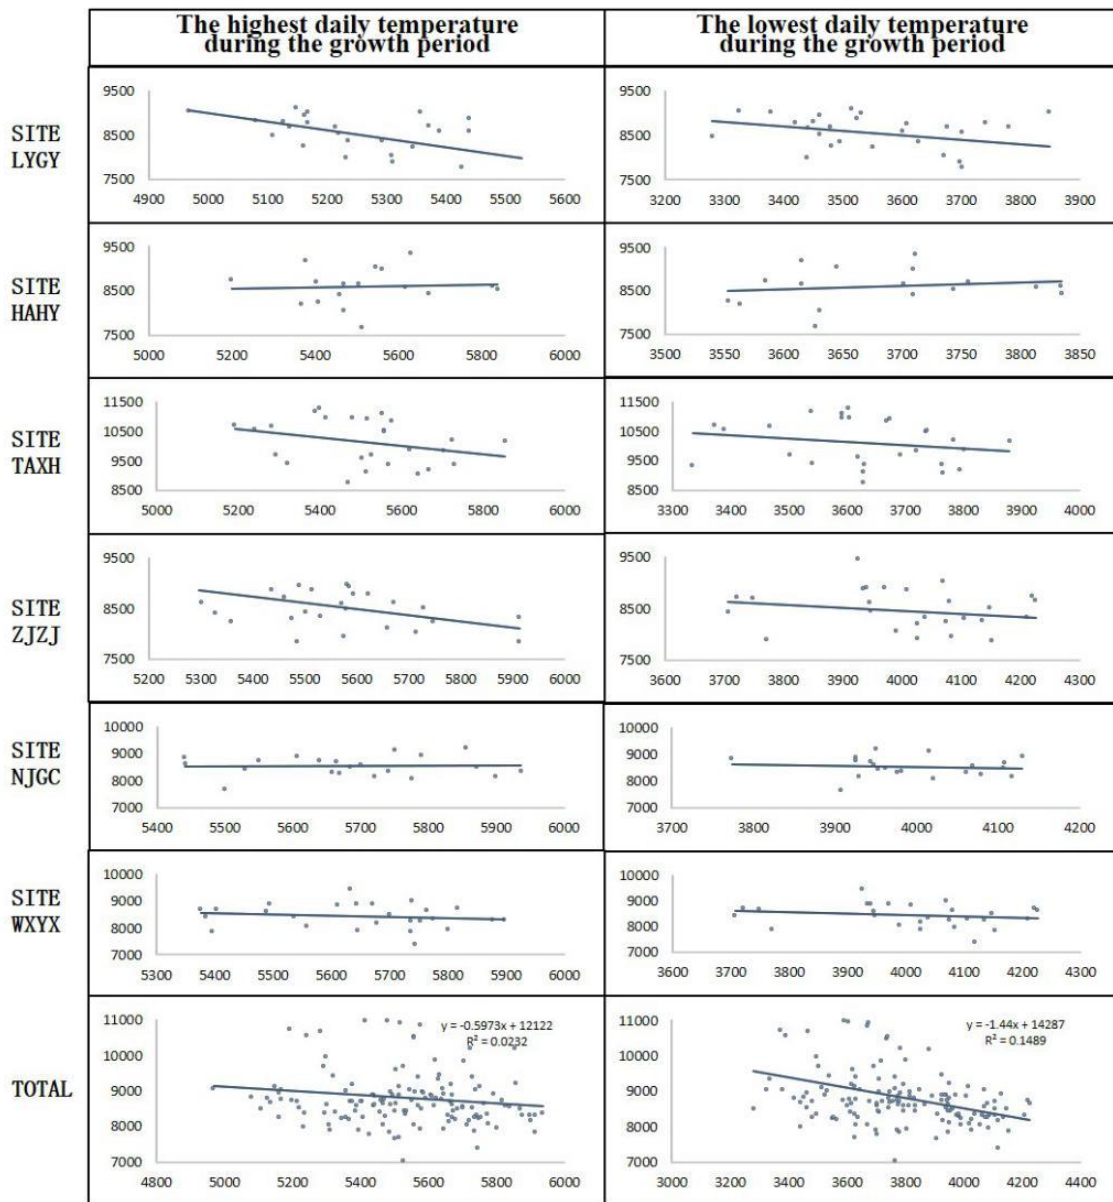 The highest daily temperature
during the growth period
The lowest daily temperature
during the growth period
SITE
LYGY
9500
8500
7500
4900 5000 5100 5200 5300 5400 5500 5600
9500
8500
7500
3200 3300 3400 3500 3600 3700 3800 3900
SITE
HAHY
9500
8500
7500
5000 5200 5400 5600 5800 6000
9500
8500
7500
3500 3550 3600 3650 3700 3750 3800 3850
SITE
TAXH
11500
10500
9500
8500
5000 5200 5400 5600 5800 6000
11500
10500
9500
8500
3300 3400 3500 3600 3700 3800 3900 4000
SITE
ZJZJ
9500
8500
7500
5200 5300 5400 5500 5600 5700 5800 5900 6000
9500
8500
7500
3600 3700 3800 3900 4000 4100 4200 4300
SITE
NJGC
10000
9000
8000
7000
5400 5500 5600 5700 5800 5900 6000
10000
9000
8000
7000
3700 3800 3900 4000 4100 4200
SITE
WXYX
10000
9000
8000
7000
5300 5400 5500 5600 5700 5800 5900 6000
10000
9000
8000
7000
3600 3700 3800 3900 4000 4100 4200 4300
TOTAL
11000
10000
9000
8000
7000
4800 5000 5200 5400 5600 5800 6000
y = -0.5973x + 12122
R² = 0.0232
11000
10000
9000
8000
7000
3200 3400 3600 3800 4000 4200 4400
y = -1.44x + 14287
R² = 0.1489